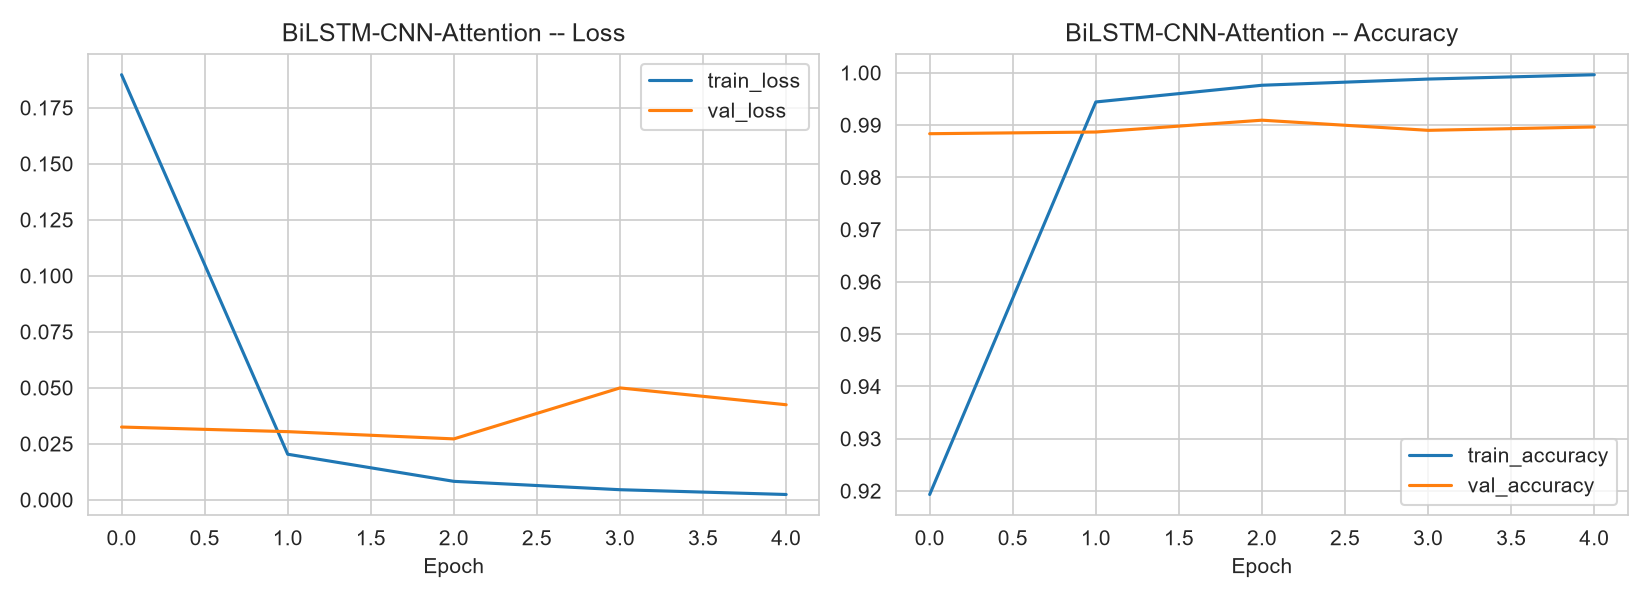 BiLSTM-CNN-Attention -- Loss
train_loss
val_loss
0.175
0.150
0.125
0.100
0.075
0.050
0.025
0.000
0.0 0.5 1.0 1.5 2.0 2.5 3.0 3.5 4.0
Epoch
BiLSTM-CNN-Attention -- Accuracy
1.00
0.99
0.98
0.97
0.96
0.95
0.94
0.93
0.92
train_accuracy
val_accuracy
0.0 0.5 1.0 1.5 2.0 2.5 3.0 3.5 4.0
Epoch